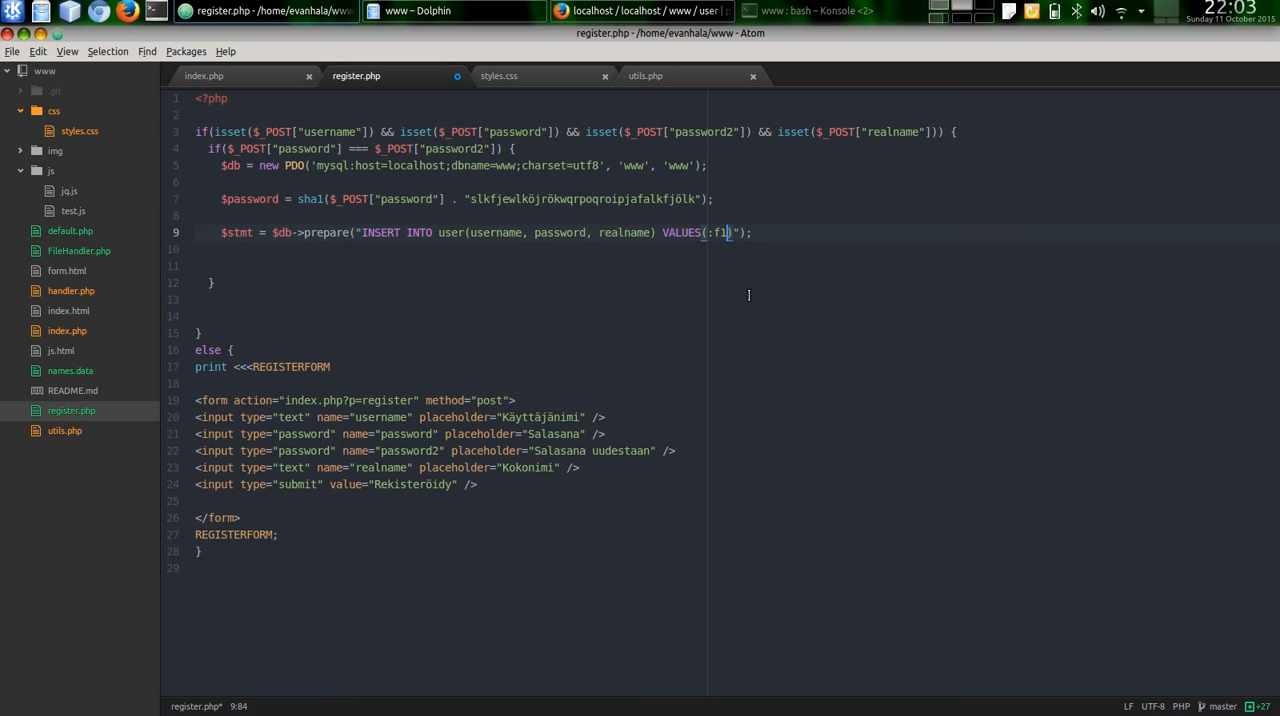 register.php - /home/evanhala/www
www - Dolphin
localhost / localhost / www / user |
www : bash – Konsole <2>
22:03
Sunday 11 October 2015
register.php - /home/evanhala/www - Atom
File Edit View Selection Find Packages Help
www
index.php
register.php
styles.css
utils.php
.git
css
styles.css
img
js
jq.js
test.js
default.php
FileHandler.php
form.html
handler.php
index.html
index.php
js.html
names.data
README.md
register.php
utils.php
1 <?php
2
3 if(isset($_POST["username"]) && isset($_POST["password"]) && isset($_POST["password2"]) && isset($_POST["realname"])) {
4 if($_POST["password"] === $_POST["password2"]) {
5 $db = new PDO('mysql:host=localhost;dbname=www;charset=utf8', 'www', 'www');
6
7 $password = sha1($_POST["password"] . "slkfjewlköjrökwqrpoqroipjafalkfjölk");
8
9 $stmt = $db->prepare("INSERT INTO user(username, password, realname) VALUES(:f1)");
10
11
12 }
13
14
15 }
16 else {
17 print <<<REGISTERFORM
18
19 <form action="index.php?p=register" method="post">
20 <input type="text" name="username" placeholder="Käyttäjänimi" />
21 <input type="password" name="password" placeholder="Salasana" />
22 <input type="password" name="password2" placeholder="Salasana uudestaan" />
23 <input type="text" name="realname" placeholder="Kokonimi" />
24 <input type="submit" value="Rekisteröidy" />
25
26 </form>
27 REGISTERFORM;
28 }
29
register.php* 9:84
LF UTF-8 PHP master +27